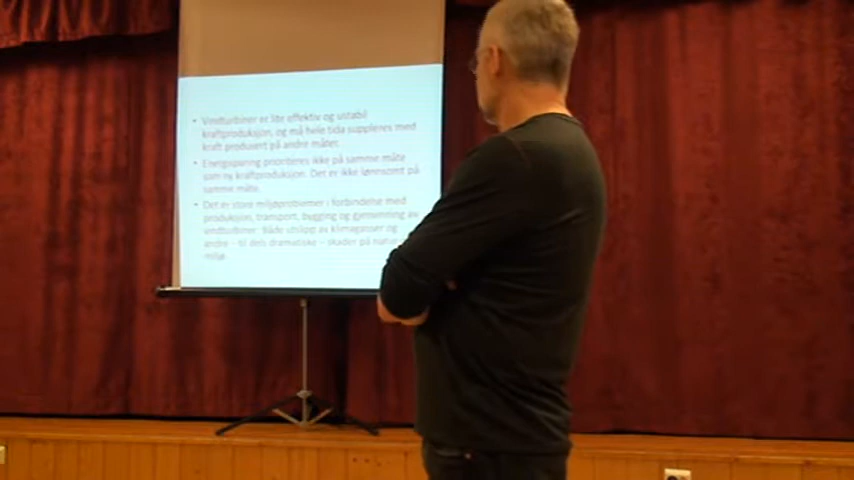 • Vindturbiner er lite effektiv og ustabil
kraftproduksjon, og må hele tida suppleres med
kraft produsert på andre måter.
• Energisparing prioriteres ikke på samme måte
som ny kraftproduksjon. Det er ikke lønnsomt på
samme måte.
• Det er store miljøproblemer i forbindelse med
produksjon, transport, bygging og gjenvinning av
vindturbiner. Både utslipp av klimagasser og
andre – til dels dramatiske – skader på natur
miljø.